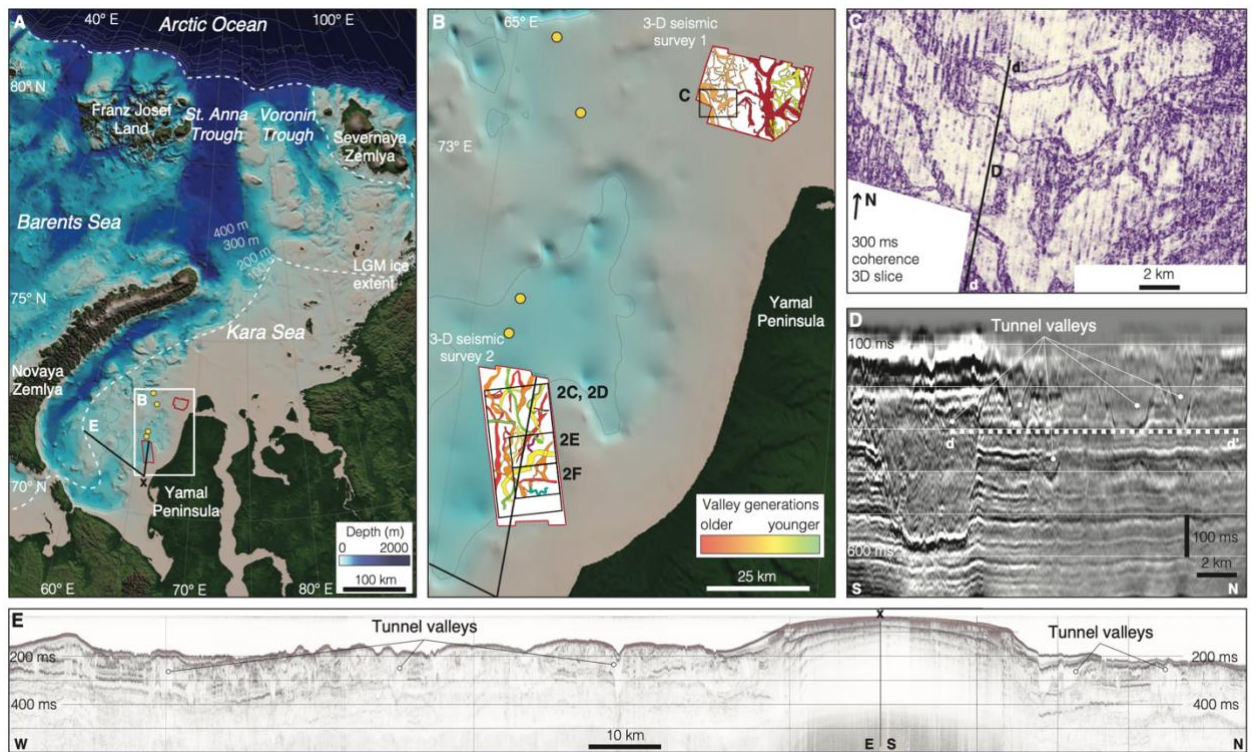 A
40° E
Arctic Ocean
100° E
80° N
Franz Josef
Land
St. Anna
Trough
Voronin
Trough
Severnaya
Zemlya
Barents Sea
400 m
300 m
200 m
100 m
LGM ice
extent
75° N
Kara Sea
Novaya
Zemlya
B
E
x
70° N
Yamal
Peninsula
Depth (m)
0 2000
100 km
60° E
70° E
80° E
B
65° E
3-D seismic
survey 1
C
73° E
3-D seismic
survey 2
2C, 2D
2E
2F
Yamal
Peninsula
Valley generations
older younger
25 km
C
d'
D
N
300 ms
coherence
3D slice
d
2 km
D
Tunnel valleys
100 ms
d
d'
600 ms
100 ms
2 km
S N
E
Tunnel valleys
x
Tunnel valleys
200 ms
200 ms
400 ms
400 ms
W
10 km
E S
N